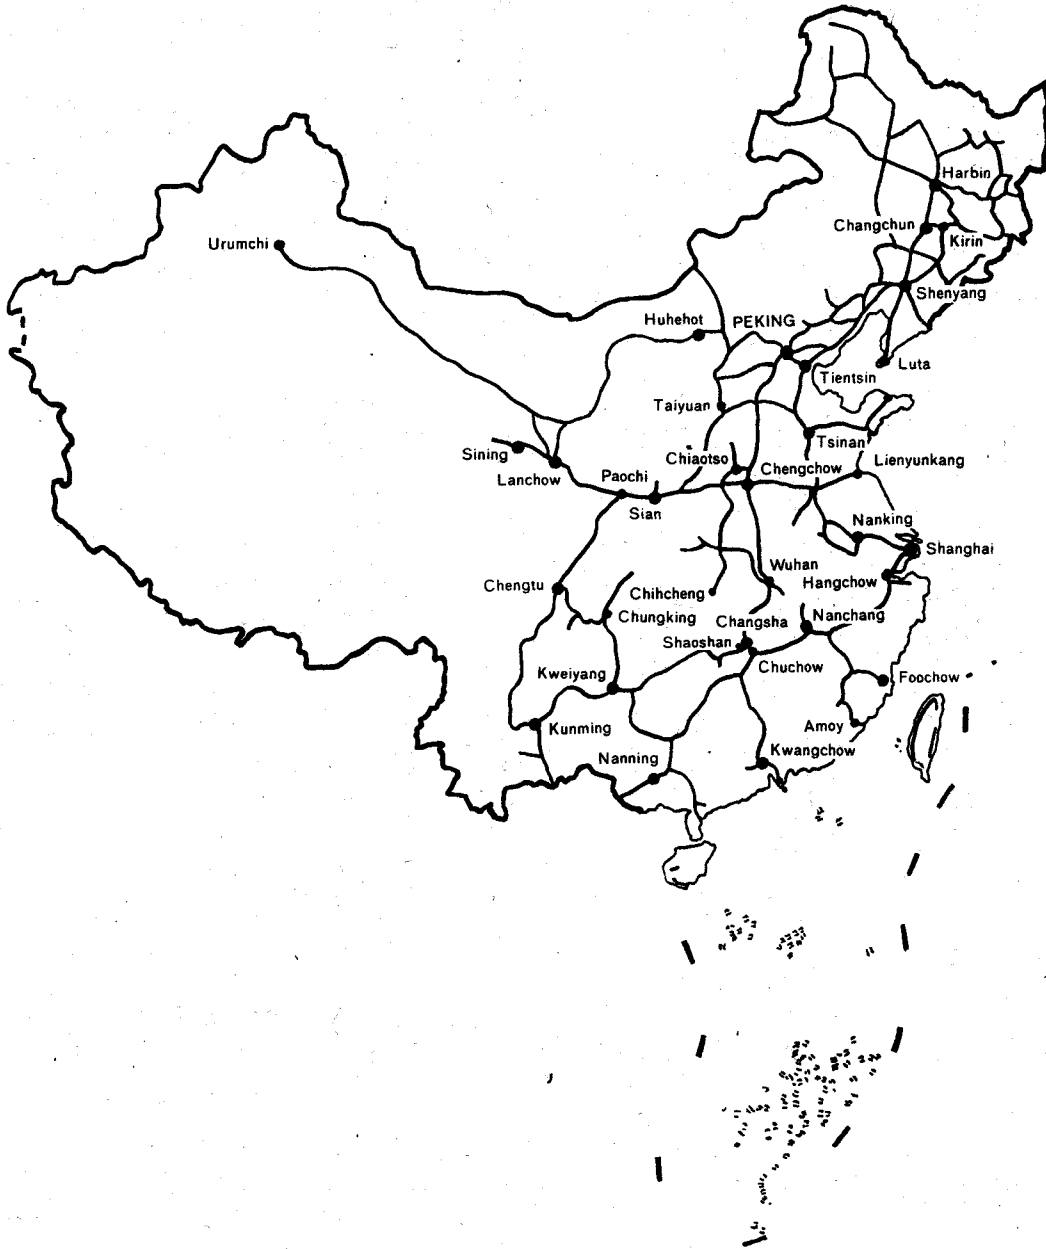 Harbin
Changchun
Kirin
Urumchi
Shenyang
Huhehot
PEKING
Luta
Tientsin
Taiyuan
Tsinan
Sining
Chiaotso
Chengchow
Lienyunkang
Lanchow
Paochi
Sian
Nanking
Shanghai
Wuhan
Hangchow
Chengtu
Chihcheng
Chungking
Changsha
Nanchang
Shaoshan
Chuchow
Kweiyang
Foochow
Kunming
Amoy
Nanning
Kwangchow